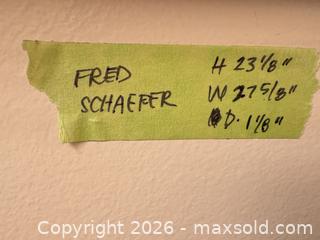 FRED
SCHAEFER
H 23 1/8"
W 27 5/8"
D. 1 1/8"
Copyright 2026 - maxsold.com